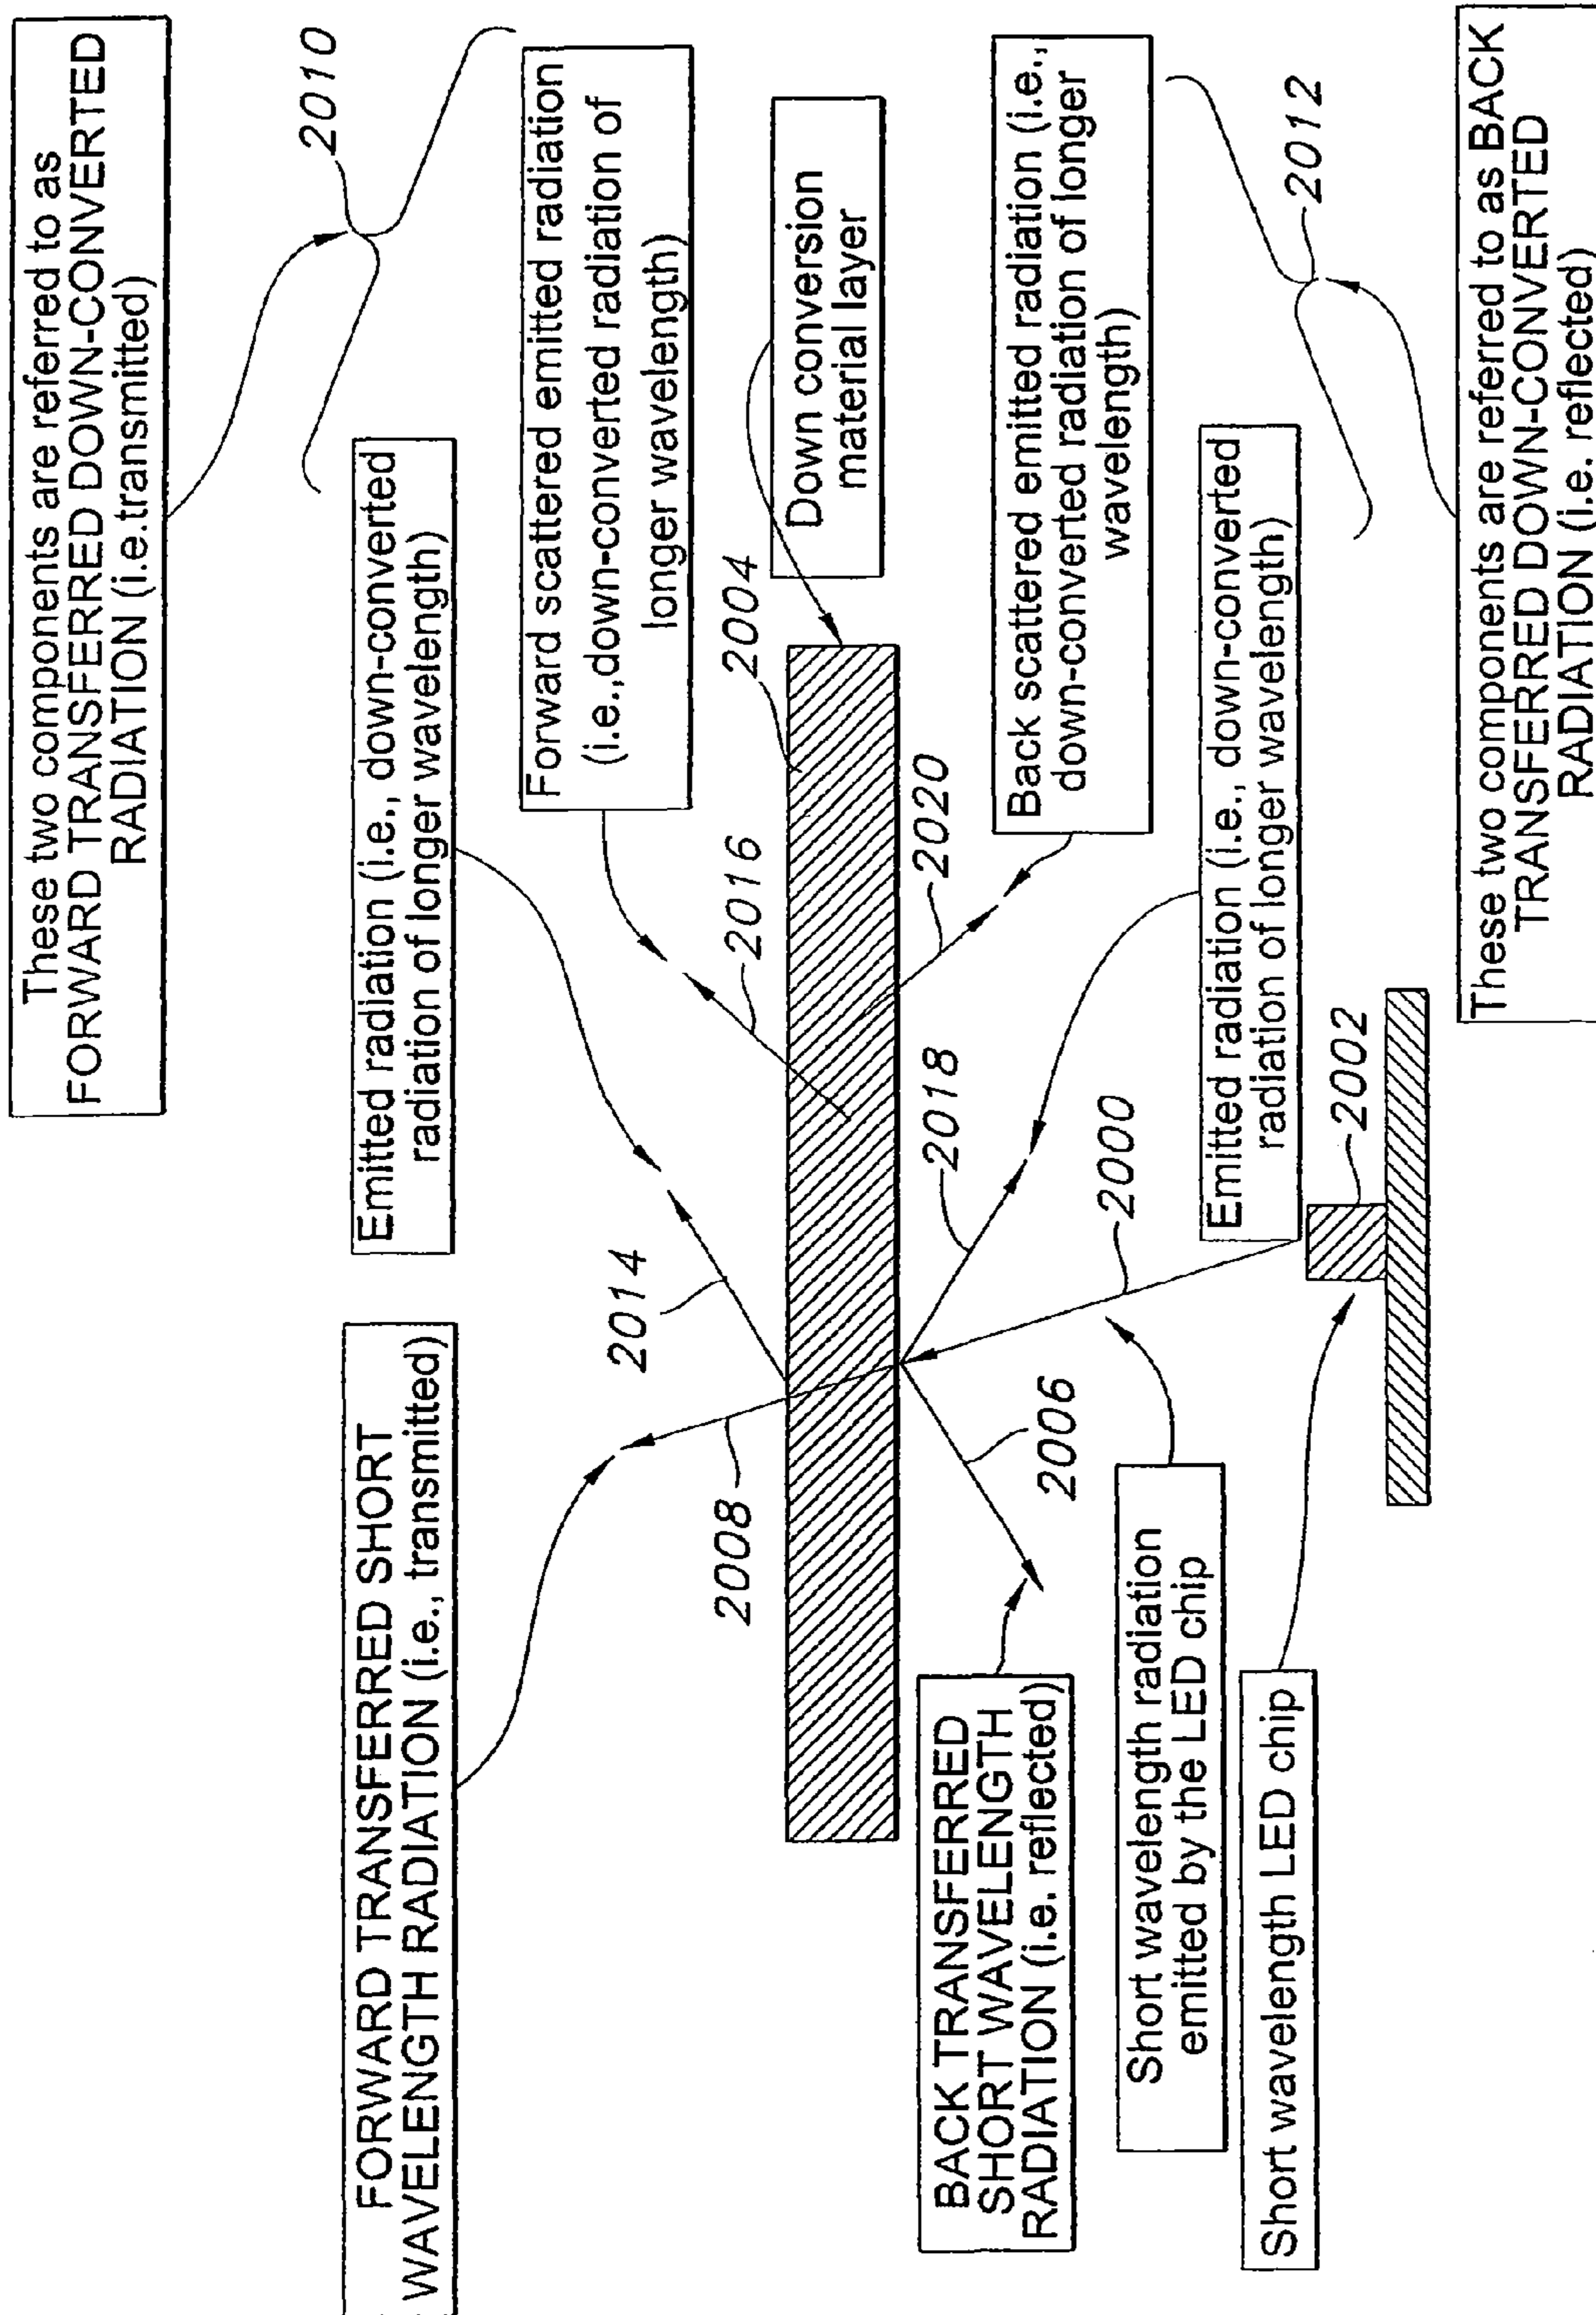 These two components are referred to as
FORWARD TRANSFERRED DOWN-CONVERTED
RADIATION (i.e.transmitted)
2010
FORWARD TRANSFERRED SHORT
WAVELENGTH RADIATION (i.e., transmitted)
Emitted radiation (i.e., down-converted
radiation of longer wavelength)
Forward scattered emitted radiation
(i.e.,down-converted radiation of
longer wavelength)
2008
2014
2016
2004
Down conversion
material layer
BACK TRANSFERRED
SHORT WAVELENGTH
RADIATION (i.e. reflected)
2006
2018
2020
Back scattered emitted radiation (i.e.,
down-converted radiation of longer
wavelength)
Short wavelength radiation
emitted by the LED chip
2000
Emitted radiation (i.e., down-converted
radiation of longer wavelength)
2012
Short wavelength LED chip
2002
These two components are referred to as BACK
TRANSFERRED DOWN-CONVERTED
RADIATION (i.e. reflected)